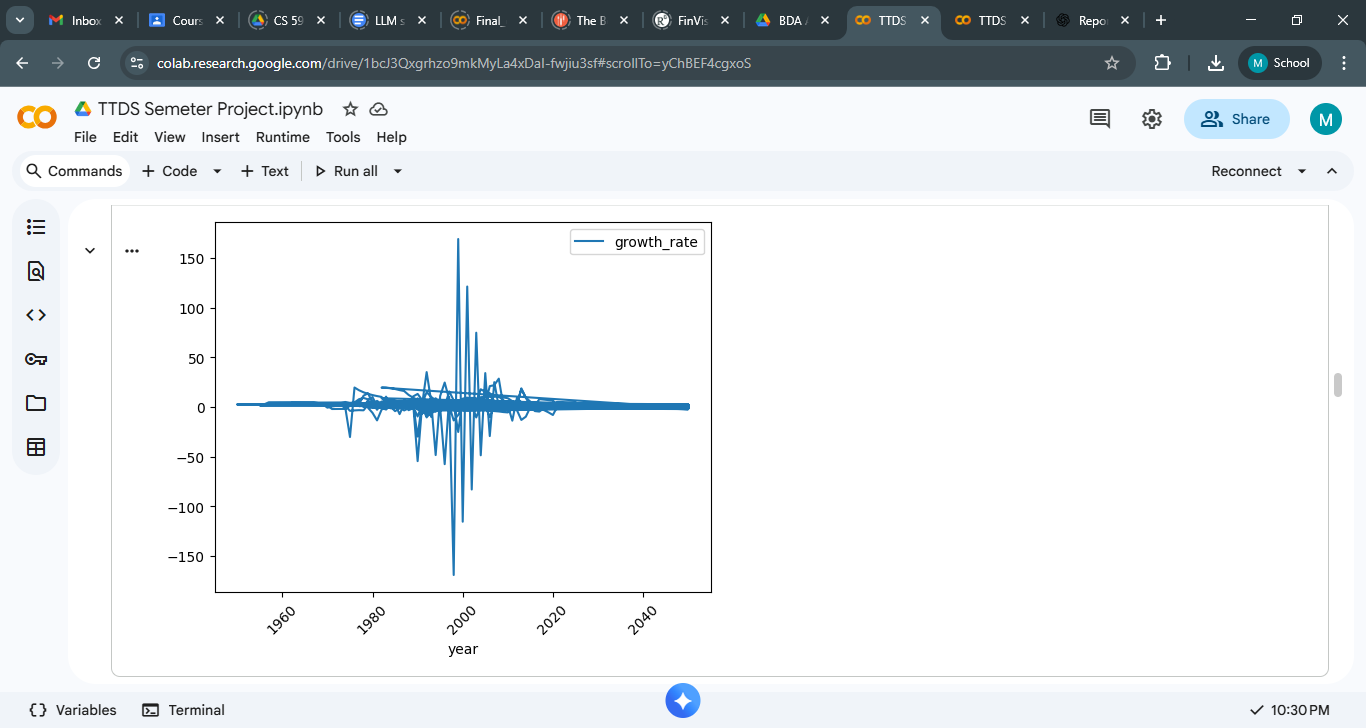 Inbox
Cours
CS 59
LLM s
Final_
The B
FinVis
BDA /
TTDS
TTDS
Repo
colab.research.google.com/drive/1bcJ3Qxgrhzo9mkMyLa4xDaI-fwjiu3sf#scrollTo=yChBEF4cgxoS
M School
TTDS Semeter Project.ipynb
File Edit View Insert Runtime Tools Help
Share
M
Commands + Code + Text Run all
Reconnect
growth_rate
150
100
50
0
−50
−100
−150
1960 1980 2000 2020 2040
year
Variables Terminal
10:30 PM